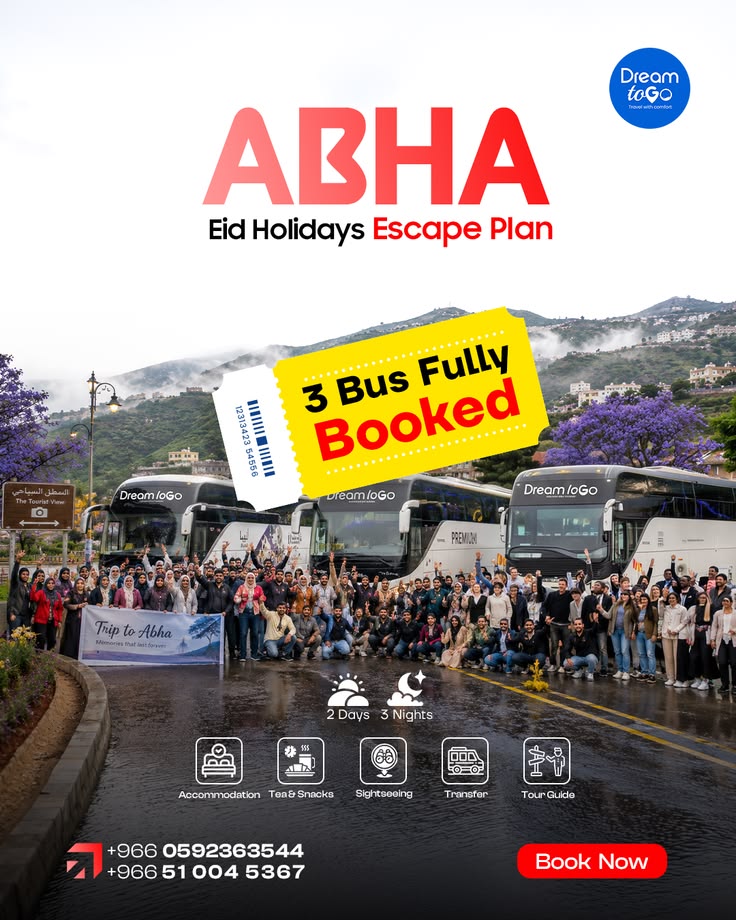 Dream
toGo
Travel with comfort
ABHA
Eid Holidays Escape Plan
3 Bus Fully
Booked
12313423 54556
المطل السياحي
The Tourist View
Dream toGo
Dream toGo
PREMIUM
Dream toGo
Trip to Abha
Memories that last forever
2 Days 3 Nights
Accommodation Tea & Snacks Sightseeing Transfer Tour Guide
+966 0592363544
+966 51 004 5367
Book Now